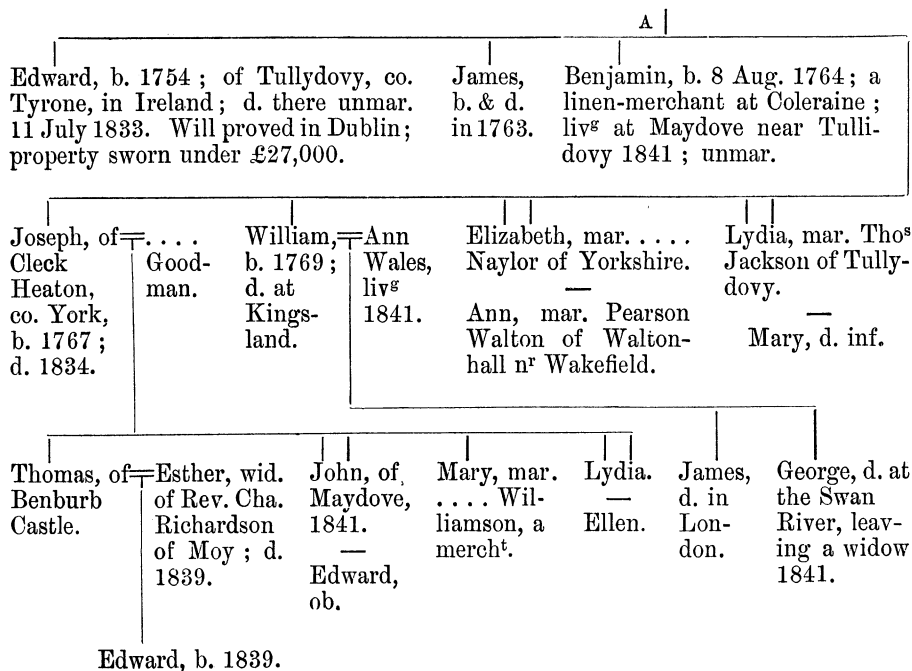 A
Edward, b. 1754 ; of Tullydovy, co.
Tyrone, in Ireland ; d. there unmar.
11 July 1833. Will proved in Dublin ;
property sworn under £27,000.
James,
b. & d.
in 1763.
Benjamin, b. 8 Aug. 1764 ; a
linen-merchant at Coleraine ;
livᵍ at Maydove near Tulli-
dovy 1841 ; unmar.
Joseph, of
Cleck
Heaton,
co. York,
b. 1767 ;
d. 1834.
. . . .
Good-
man.
William,
b. 1769 ;
d. at
Kings-
land.
Ann
Wales,
livᵍ
1841.
Elizabeth, mar. . . . .
Naylor of Yorkshire.
—
Ann, mar. Pearson
Walton of Walton-
hall nʳ Wakefield.
Lydia, mar. Thoˢ
Jackson of Tully-
dovy.
—
Mary, d. inf.
Thomas, of
Benburb
Castle.
Esther, wid.
of Rev. Cha.
Richardson
of Moy ; d.
1839.
John, of
Maydove,
1841.
—
Edward,
ob.
Mary, mar.
. . . . Wil-
liamson, a
merchᵗ.
Lydia.
—
Ellen.
James,
d. in
Lon-
don.
George, d. at
the Swan
River, leav-
ing a widow
1841.
Edward, b. 1839.